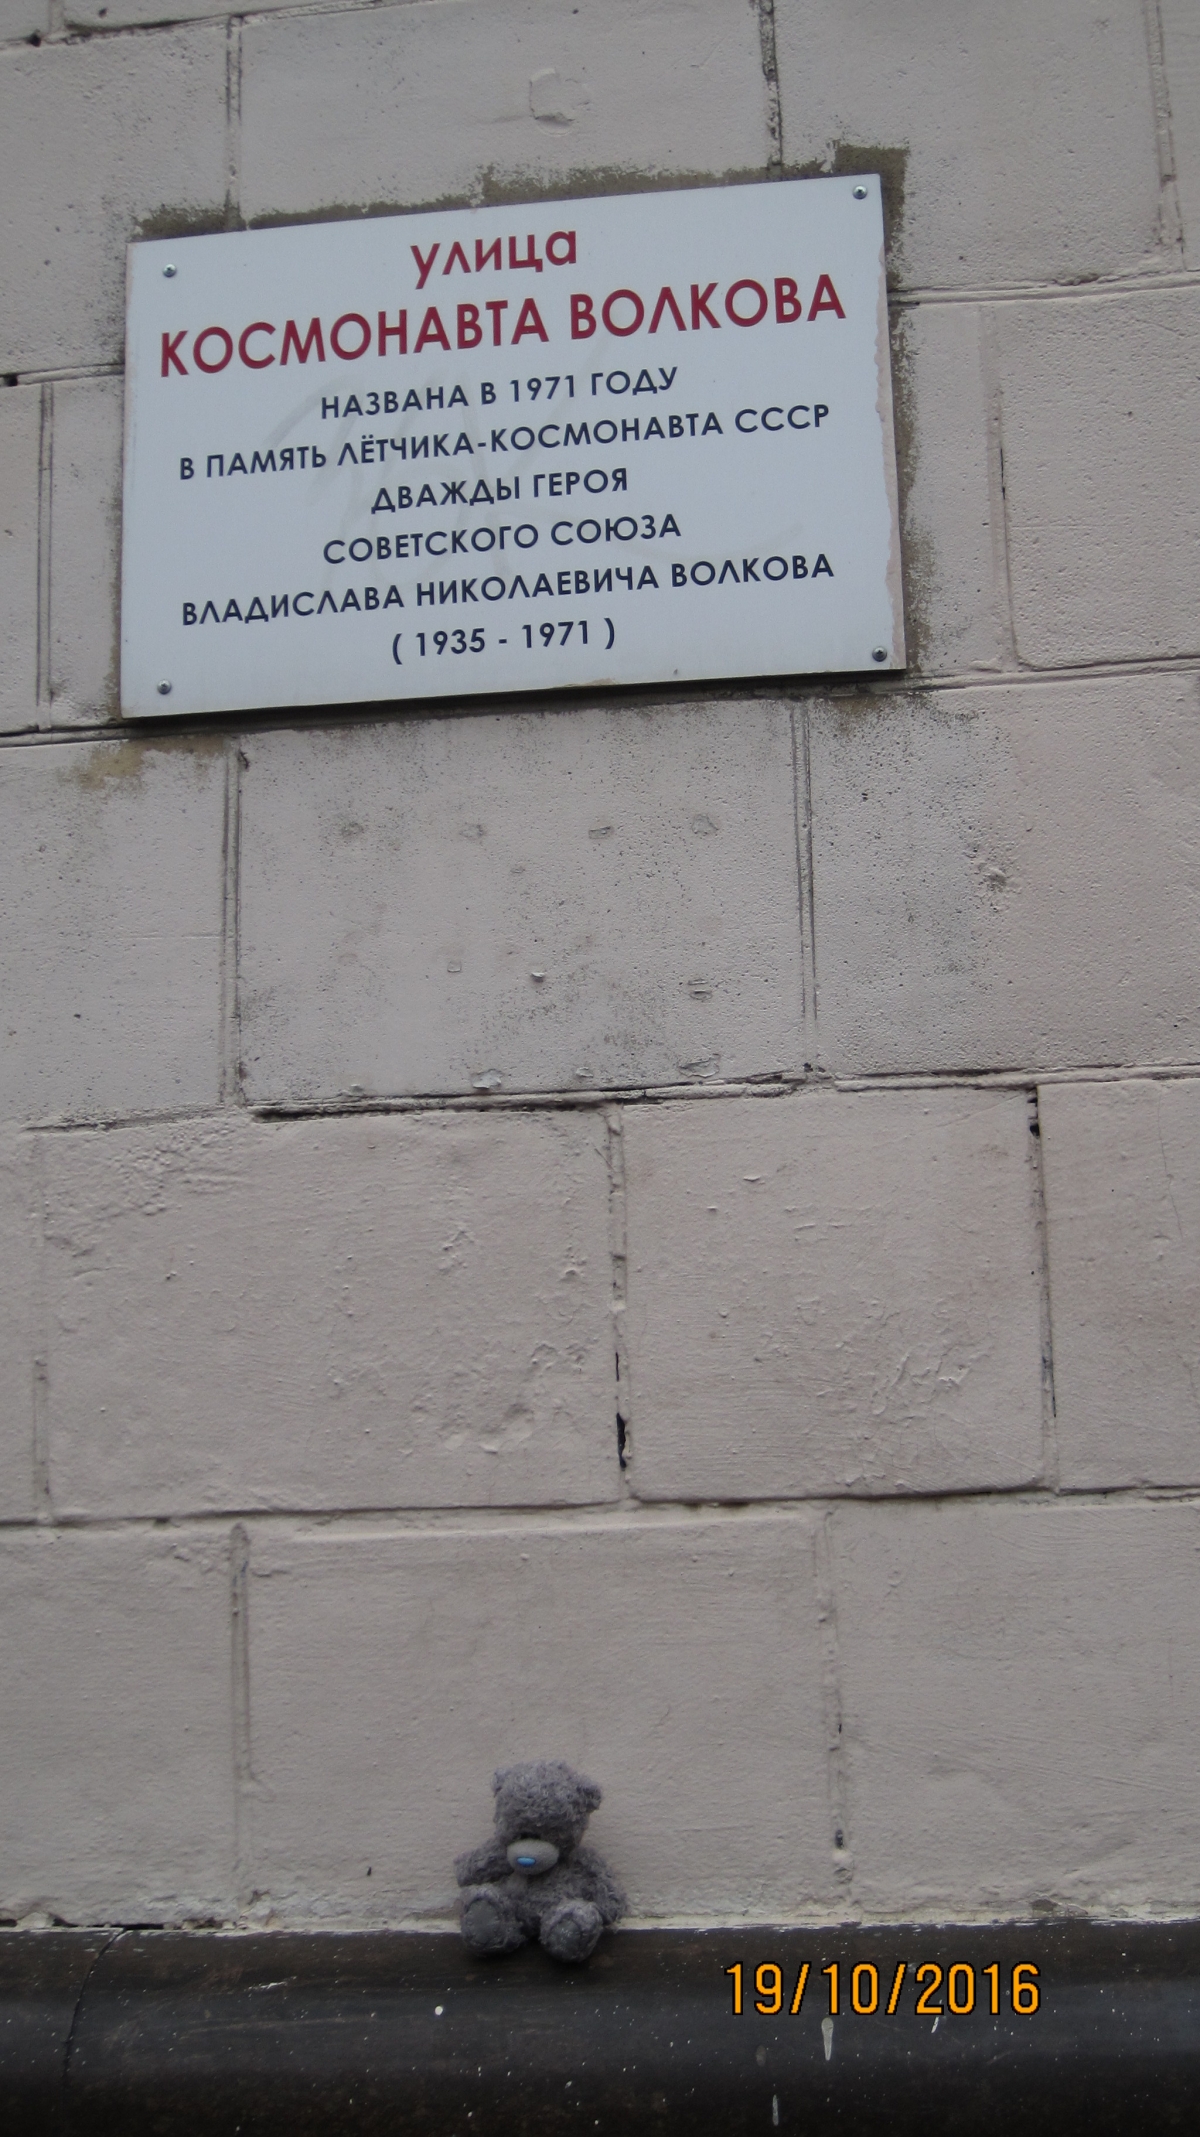 улица
КОСМОНАВТА ВОЛКОВА
НАЗВАНА В 1971 ГОДУ
В ПАМЯТЬ ЛЁТЧИКА-КОСМОНАВТА СССР
ДВАЖДЫ ГЕРОЯ
СОВЕТСКОГО СОЮЗА
ВЛАДИСЛАВА НИКОЛАЕВИЧА ВОЛКОВА
( 1935 - 1971 )
19/10/2016